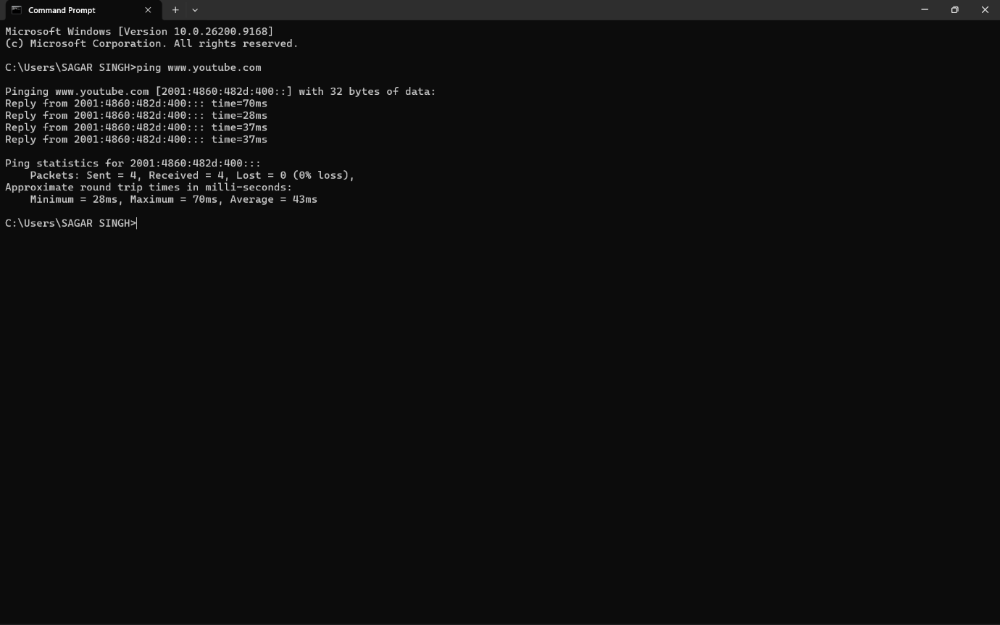 Command Prompt
Microsoft Windows [Version 10.0.26200.9168]
(c) Microsoft Corporation. All rights reserved.
C:\Users\SAGAR SINGH>ping www.youtube.com
Pinging www.youtube.com [2001:4860:482d:400::] with 32 bytes of data:
Reply from 2001:4860:482d:400::: time=70ms
Reply from 2001:4860:482d:400::: time=28ms
Reply from 2001:4860:482d:400::: time=37ms
Reply from 2001:4860:482d:400::: time=37ms
Ping statistics for 2001:4860:482d:400:::
    Packets: Sent = 4, Received = 4, Lost = 0 (0% loss),
Approximate round trip times in milli-seconds:
    Minimum = 28ms, Maximum = 70ms, Average = 43ms
C:\Users\SAGAR SINGH>